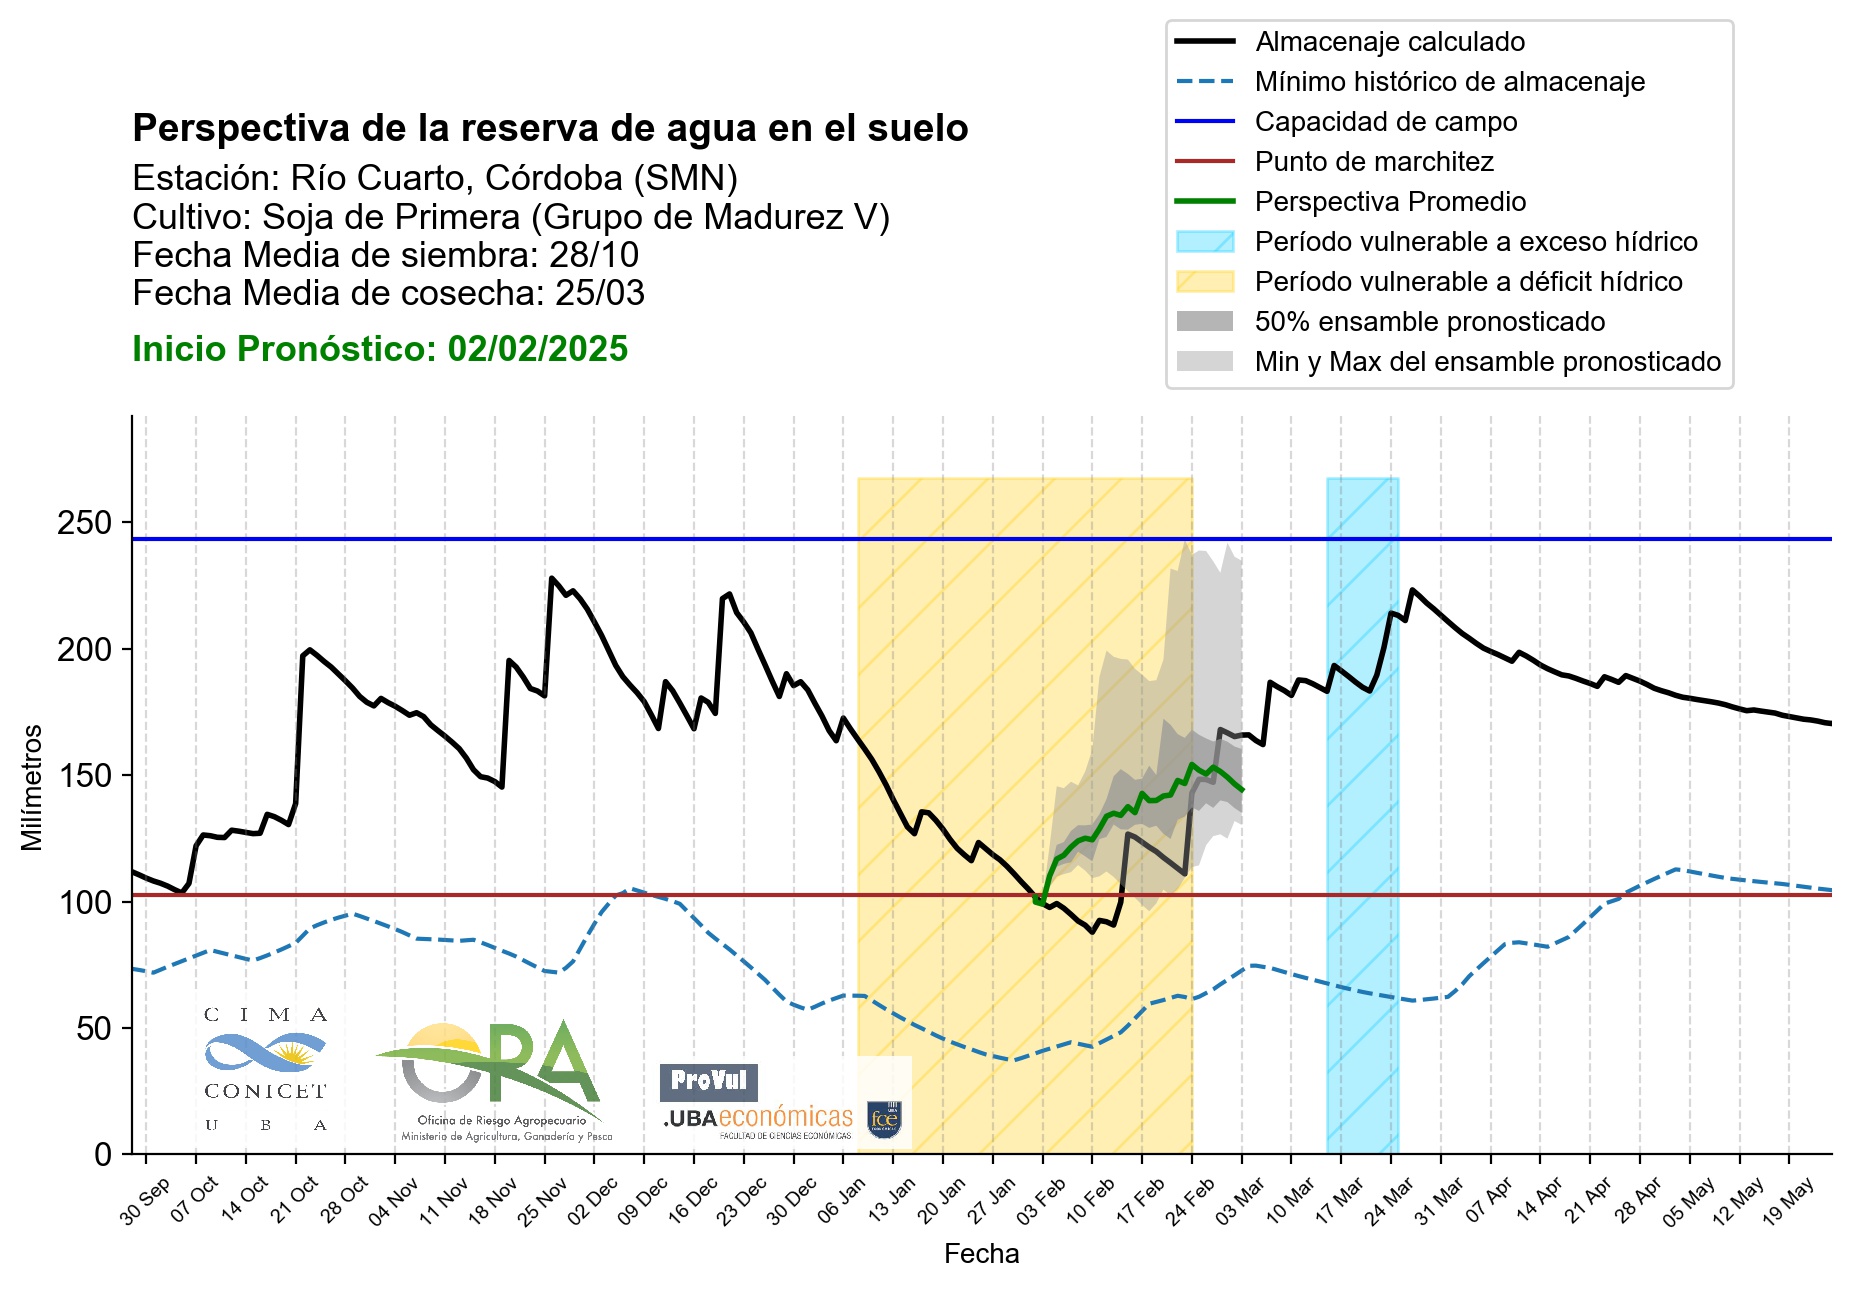 Almacenaje calculado
Mínimo histórico de almacenaje
Capacidad de campo
Punto de marchitez
Perspectiva Promedio
Período vulnerable a exceso hídrico
Período vulnerable a déficit hídrico
50% ensamble pronosticado
Min y Max del ensamble pronosticado
Perspectiva de la reserva de agua en el suelo
Estación: Río Cuarto, Córdoba (SMN)
Cultivo: Soja de Primera (Grupo de Madurez V)
Fecha Media de siembra: 28/10
Fecha Media de cosecha: 25/03
Inicio Pronóstico: 02/02/2025
Milímetros
250
200
150
100
50
0
CIMA
CONICET
UBA
ORA
Oficina de Riesgo Agropecuario
Ministerio de Agricultura, Ganadería y Pesca
ProVul
.UBAeconómicas
FACULTAD DE CIENCIAS ECONÓMICAS
fce
30 Sep
07 Oct
14 Oct
21 Oct
28 Oct
04 Nov
11 Nov
18 Nov
25 Nov
02 Dec
09 Dec
16 Dec
23 Dec
30 Dec
06 Jan
13 Jan
20 Jan
27 Jan
03 Feb
10 Feb
17 Feb
24 Feb
03 Mar
10 Mar
17 Mar
24 Mar
31 Mar
07 Apr
14 Apr
21 Apr
28 Apr
05 May
12 May
19 May
Fecha